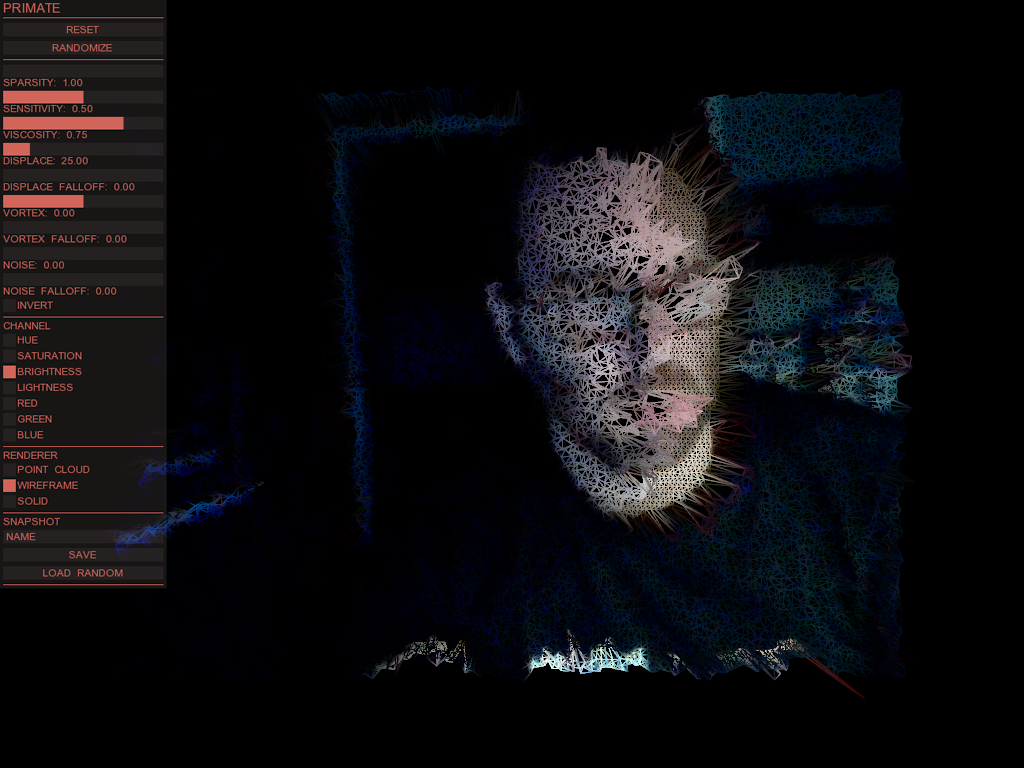 PRIMATE
RESET
RANDOMIZE
SPARSITY: 1.00
SENSITIVITY: 0.50
VISCOSITY: 0.75
DISPLACE: 25.00
DISPLACE FALLOFF: 0.00
VORTEX: 0.00
VORTEX FALLOFF: 0.00
NOISE: 0.00
NOISE FALLOFF: 0.00
INVERT
CHANNEL
HUE
SATURATION
BRIGHTNESS
LIGHTNESS
RED
GREEN
BLUE
RENDERER
POINT CLOUD
WIREFRAME
SOLID
SNAPSHOT
NAME
SAVE
LOAD RANDOM